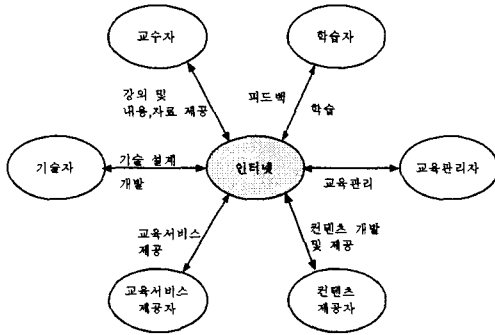 교수자
학습자
강의 및
내용,자료 제공
피드백
학습
기술자
기술 설계
개발
인터넷
교육관리
교육관리자
교육서비스
제공
컨텐츠 개발
및 제공
교육서비스
제공자
컨텐츠
제공자